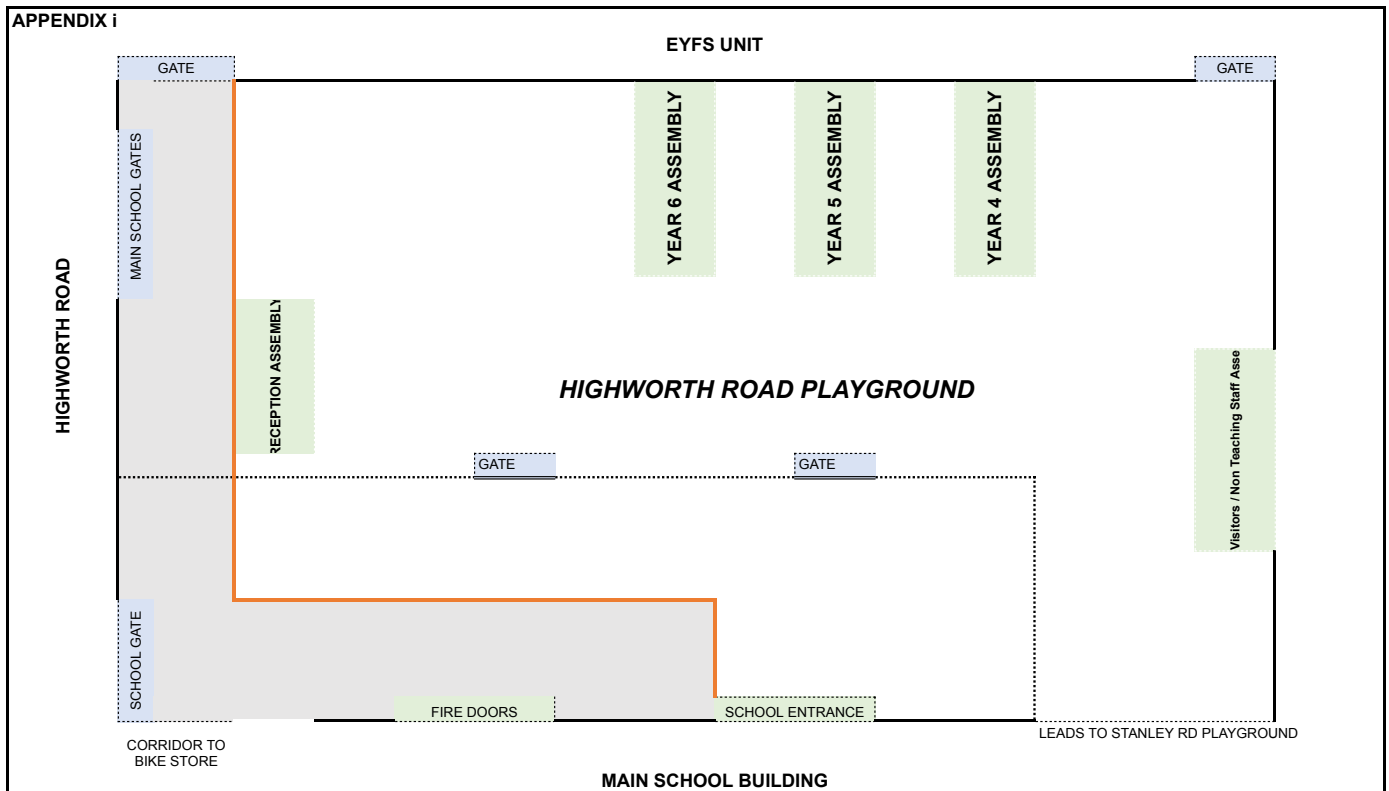 APPENDIX i
EYFS UNIT
GATE
GATE
MAIN SCHOOL GATES
YEAR 6 ASSEMBLY
YEAR 5 ASSEMBLY
YEAR 4 ASSEMBLY
HIGHWORTH ROAD
RECEPTION ASSEMBLY
HIGHWORTH ROAD PLAYGROUND
Visitors / Non Teaching Staff Asse
GATE
GATE
SCHOOL GATE
FIRE DOORS
SCHOOL ENTRANCE
LEADS TO STANLEY RD PLAYGROUND
CORRIDOR TO
BIKE STORE
MAIN SCHOOL BUILDING